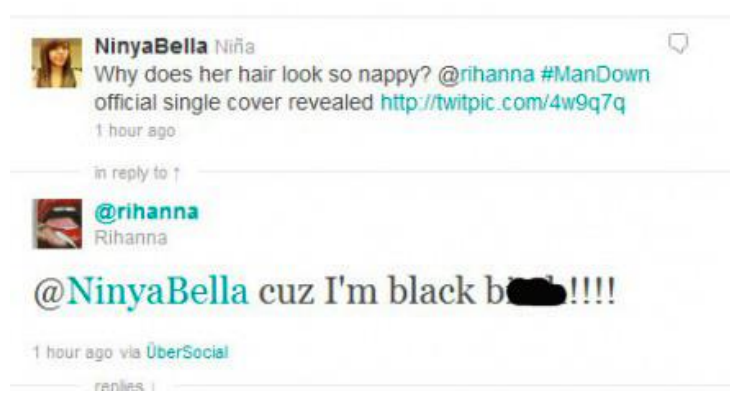 NinyaBella Niña
Why does her hair look so nappy? @rihanna #ManDown
official single cover revealed http://twitpic.com/4w9q7q
1 hour ago
in reply to ↑
@rihanna
Rihanna
@NinyaBella cuz I'm black b!!!!
1 hour ago via ÜberSocial
replies ↓